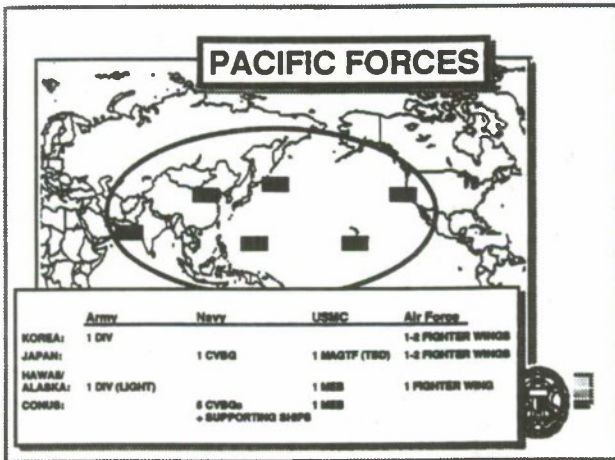 PACIFIC FORCES
Army Navy USMC Air Force
KOREA: 1 DIV 1-2 FIGHTER WINGS
JAPAN: 1 CVBG 1 MAGTF (TBD) 1-2 FIGHTER WINGS
HAWAII/
ALASKA: 1 DIV (LIGHT) 1 MEB 1 FIGHTER WING
CONUS: 5 CVBGs 1 MEB
+ SUPPORTING SHIPS